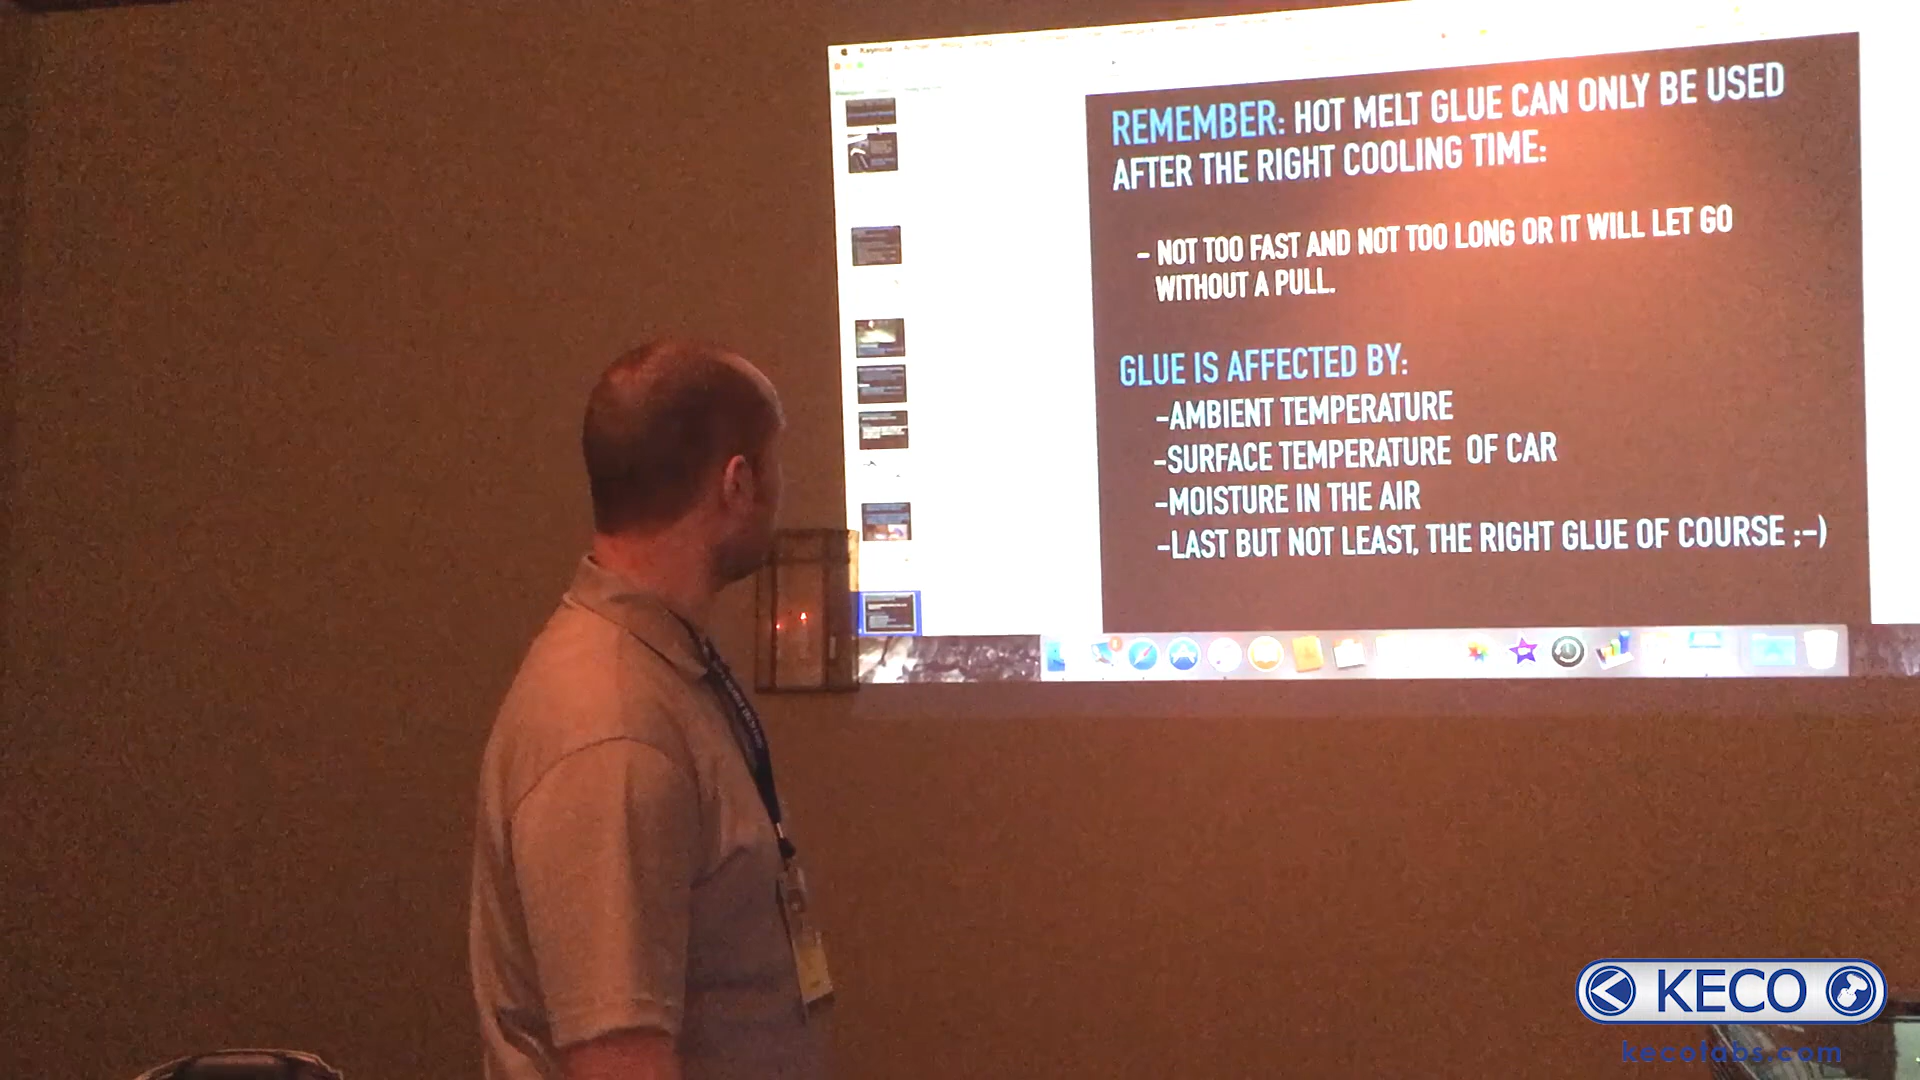 Keynote
REMEMBER: HOT MELT GLUE CAN ONLY BE USED
AFTER THE RIGHT COOLING TIME:
- NOT TOO FAST AND NOT TOO LONG OR IT WILL LET GO
WITHOUT A PULL.
GLUE IS AFFECTED BY:
-AMBIENT TEMPERATURE
-SURFACE TEMPERATURE OF CAR
-MOISTURE IN THE AIR
-LAST BUT NOT LEAST, THE RIGHT GLUE OF COURSE ;-)
KECO
kecotabs.com